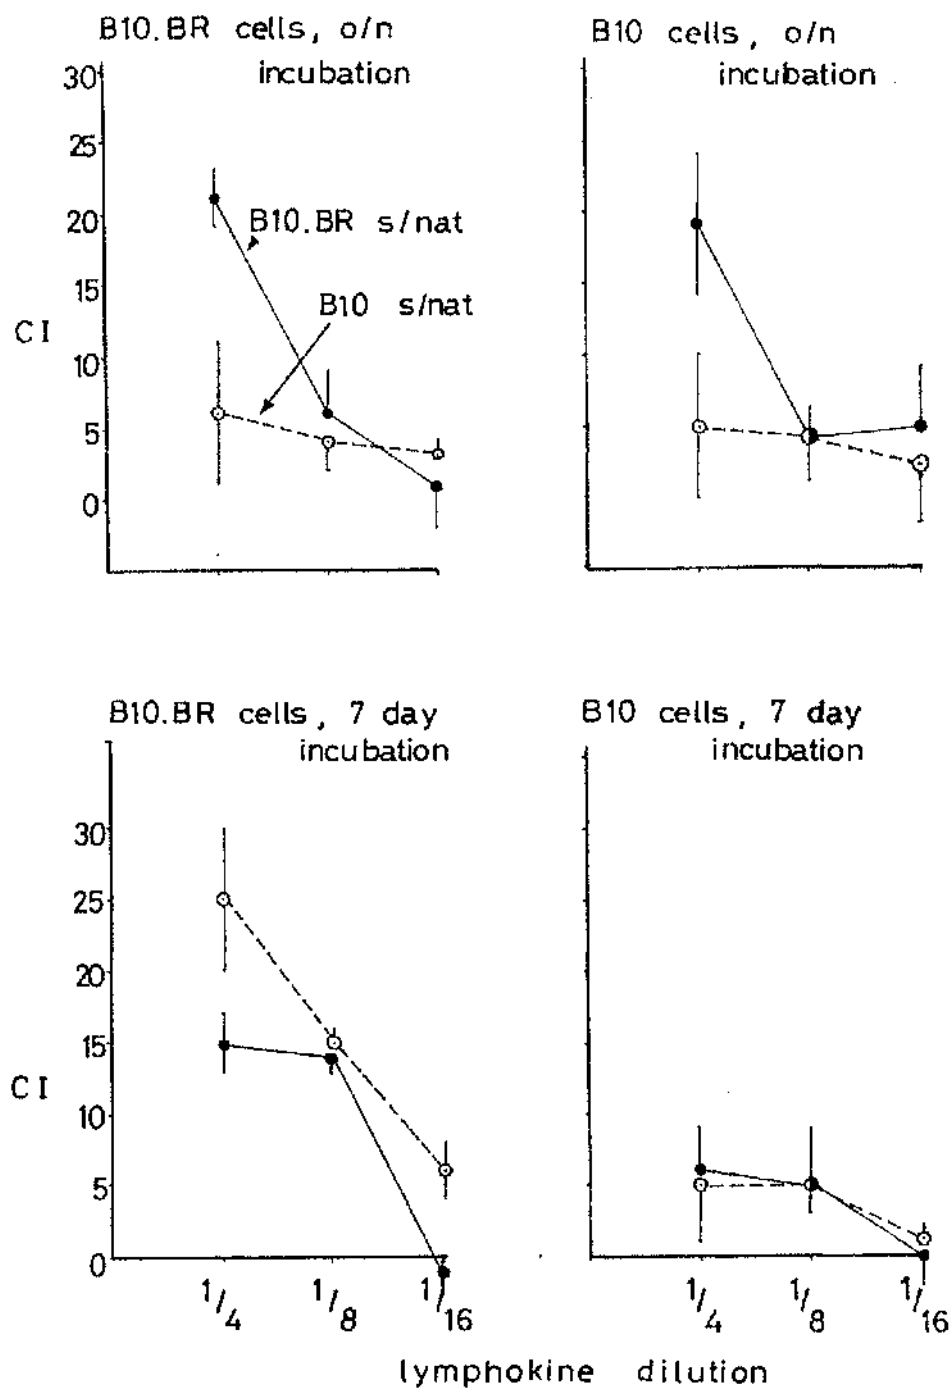 B10.BR cells, o/n
incubation
B10 cells, o/n
incubation
30
25
20
15
10
5
0
CI
B10.BR s/nat
B10 s/nat
B10.BR cells, 7 day
incubation
B10 cells, 7 day
incubation
30
25
20
15
10
5
0
CI
1/4
1/8
1/16
1/4
1/8
1/16
lymphokine dilution